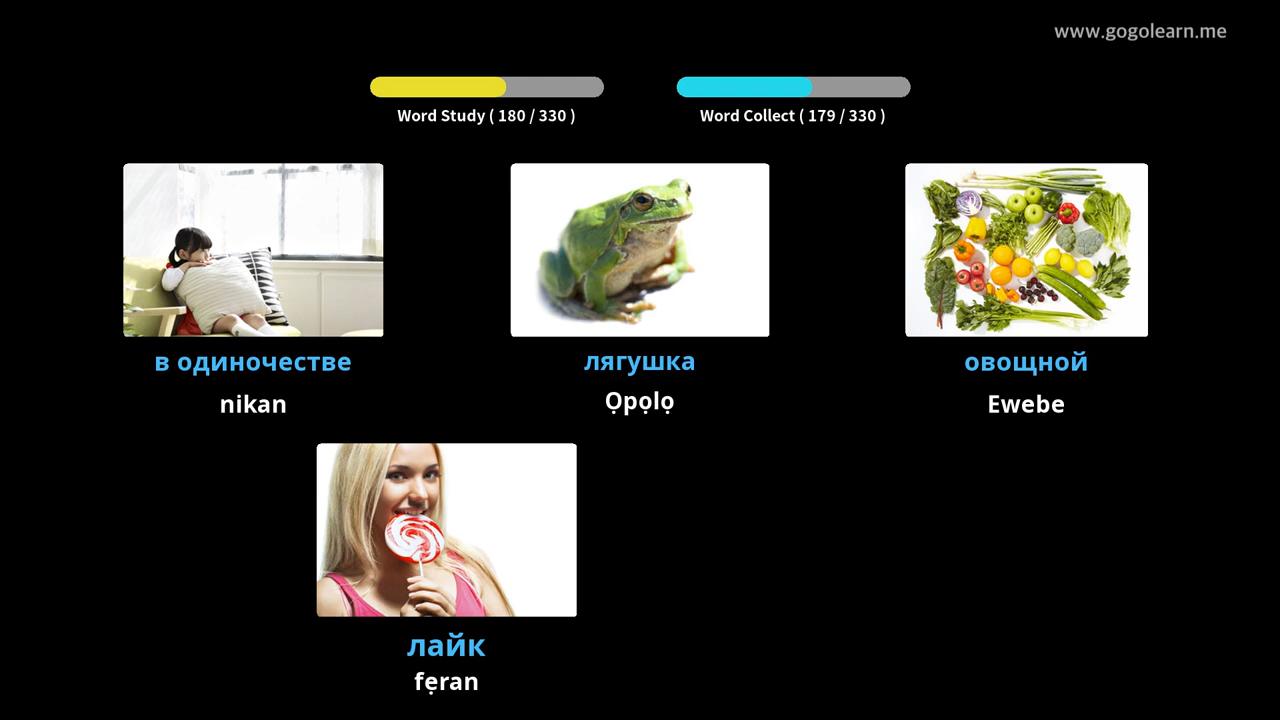 www.gogolearn.me
Word Study ( 180 / 330 )
Word Collect ( 179 / 330 )
в одиночестве
nikan
лягушка
Ọpọlọ
овощной
Ewebe
лайк
fẹran